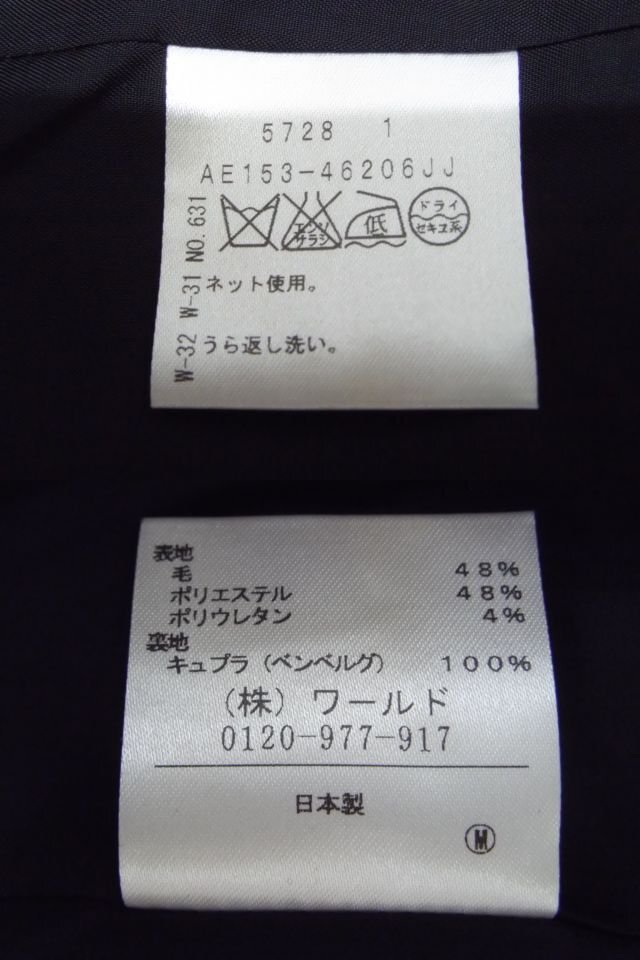 5728 1
AE153-46206JJ
NO.631
エンソ サラシ
低
ドライ
セキユ系
W-31 ネット使用。
W-32 うら返し洗い。
表地
毛 48%
ポリエステル 48%
ポリウレタン 4%
裏地
キュプラ（ベンベルグ） 100%
（株）ワールド
0120-977-917
日本製
M